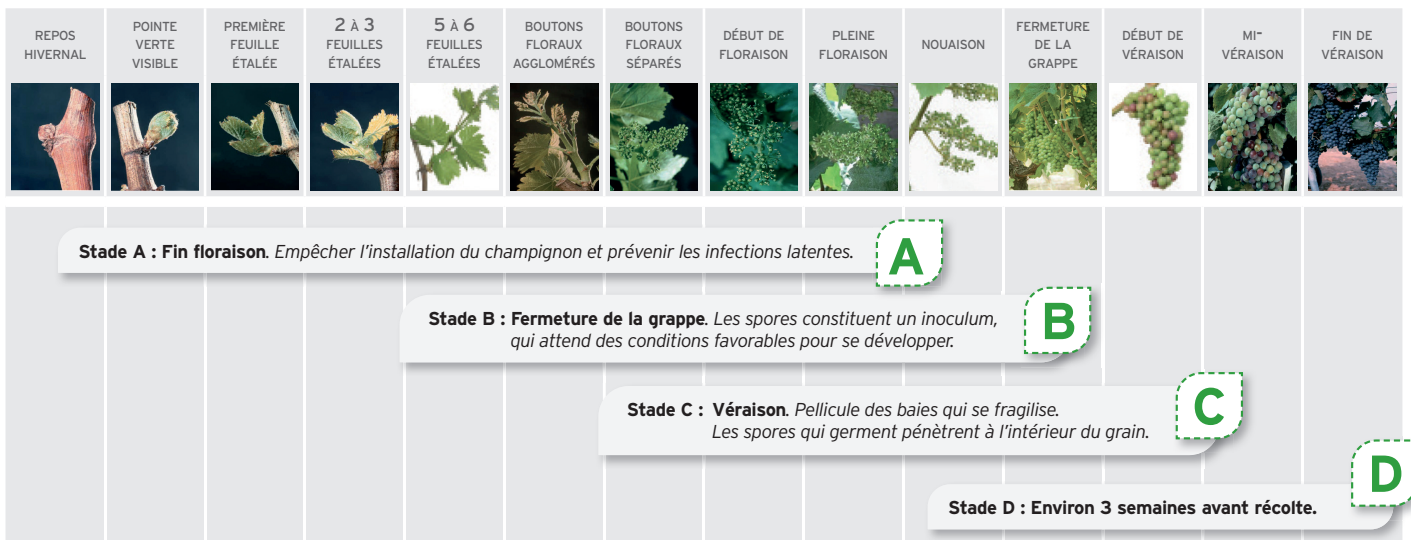 REPOS
HIVERNAL
POINTE
VERTE
VISIBLE
PREMIÈRE
FEUILLE
ÉTALÉE
2 À 3
FEUILLES
ÉTALÉES
5 À 6
FEUILLES
ÉTALÉES
BOUTONS
FLORAUX
AGGLOMÉRÉS
BOUTONS
FLORAUX
SÉPARÉS
DÉBUT DE
FLORAISON
PLEINE
FLORAISON
NOUAISON
FERMETURE
DE LA
GRAPPE
DÉBUT DE
VÉRAISON
MI-
VÉRAISON
FIN DE
VÉRAISON
Stade A : Fin floraison. Empêcher l'installation du champignon et prévenir les infections latentes.
A
Stade B : Fermeture de la grappe. Les spores constituent un inoculum,
qui attend des conditions favorables pour se développer.
B
Stade C : Véraison. Pellicule des baies qui se fragilise.
Les spores qui germent pénètrent à l'intérieur du grain.
C
Stade D : Environ 3 semaines avant récolte.
D